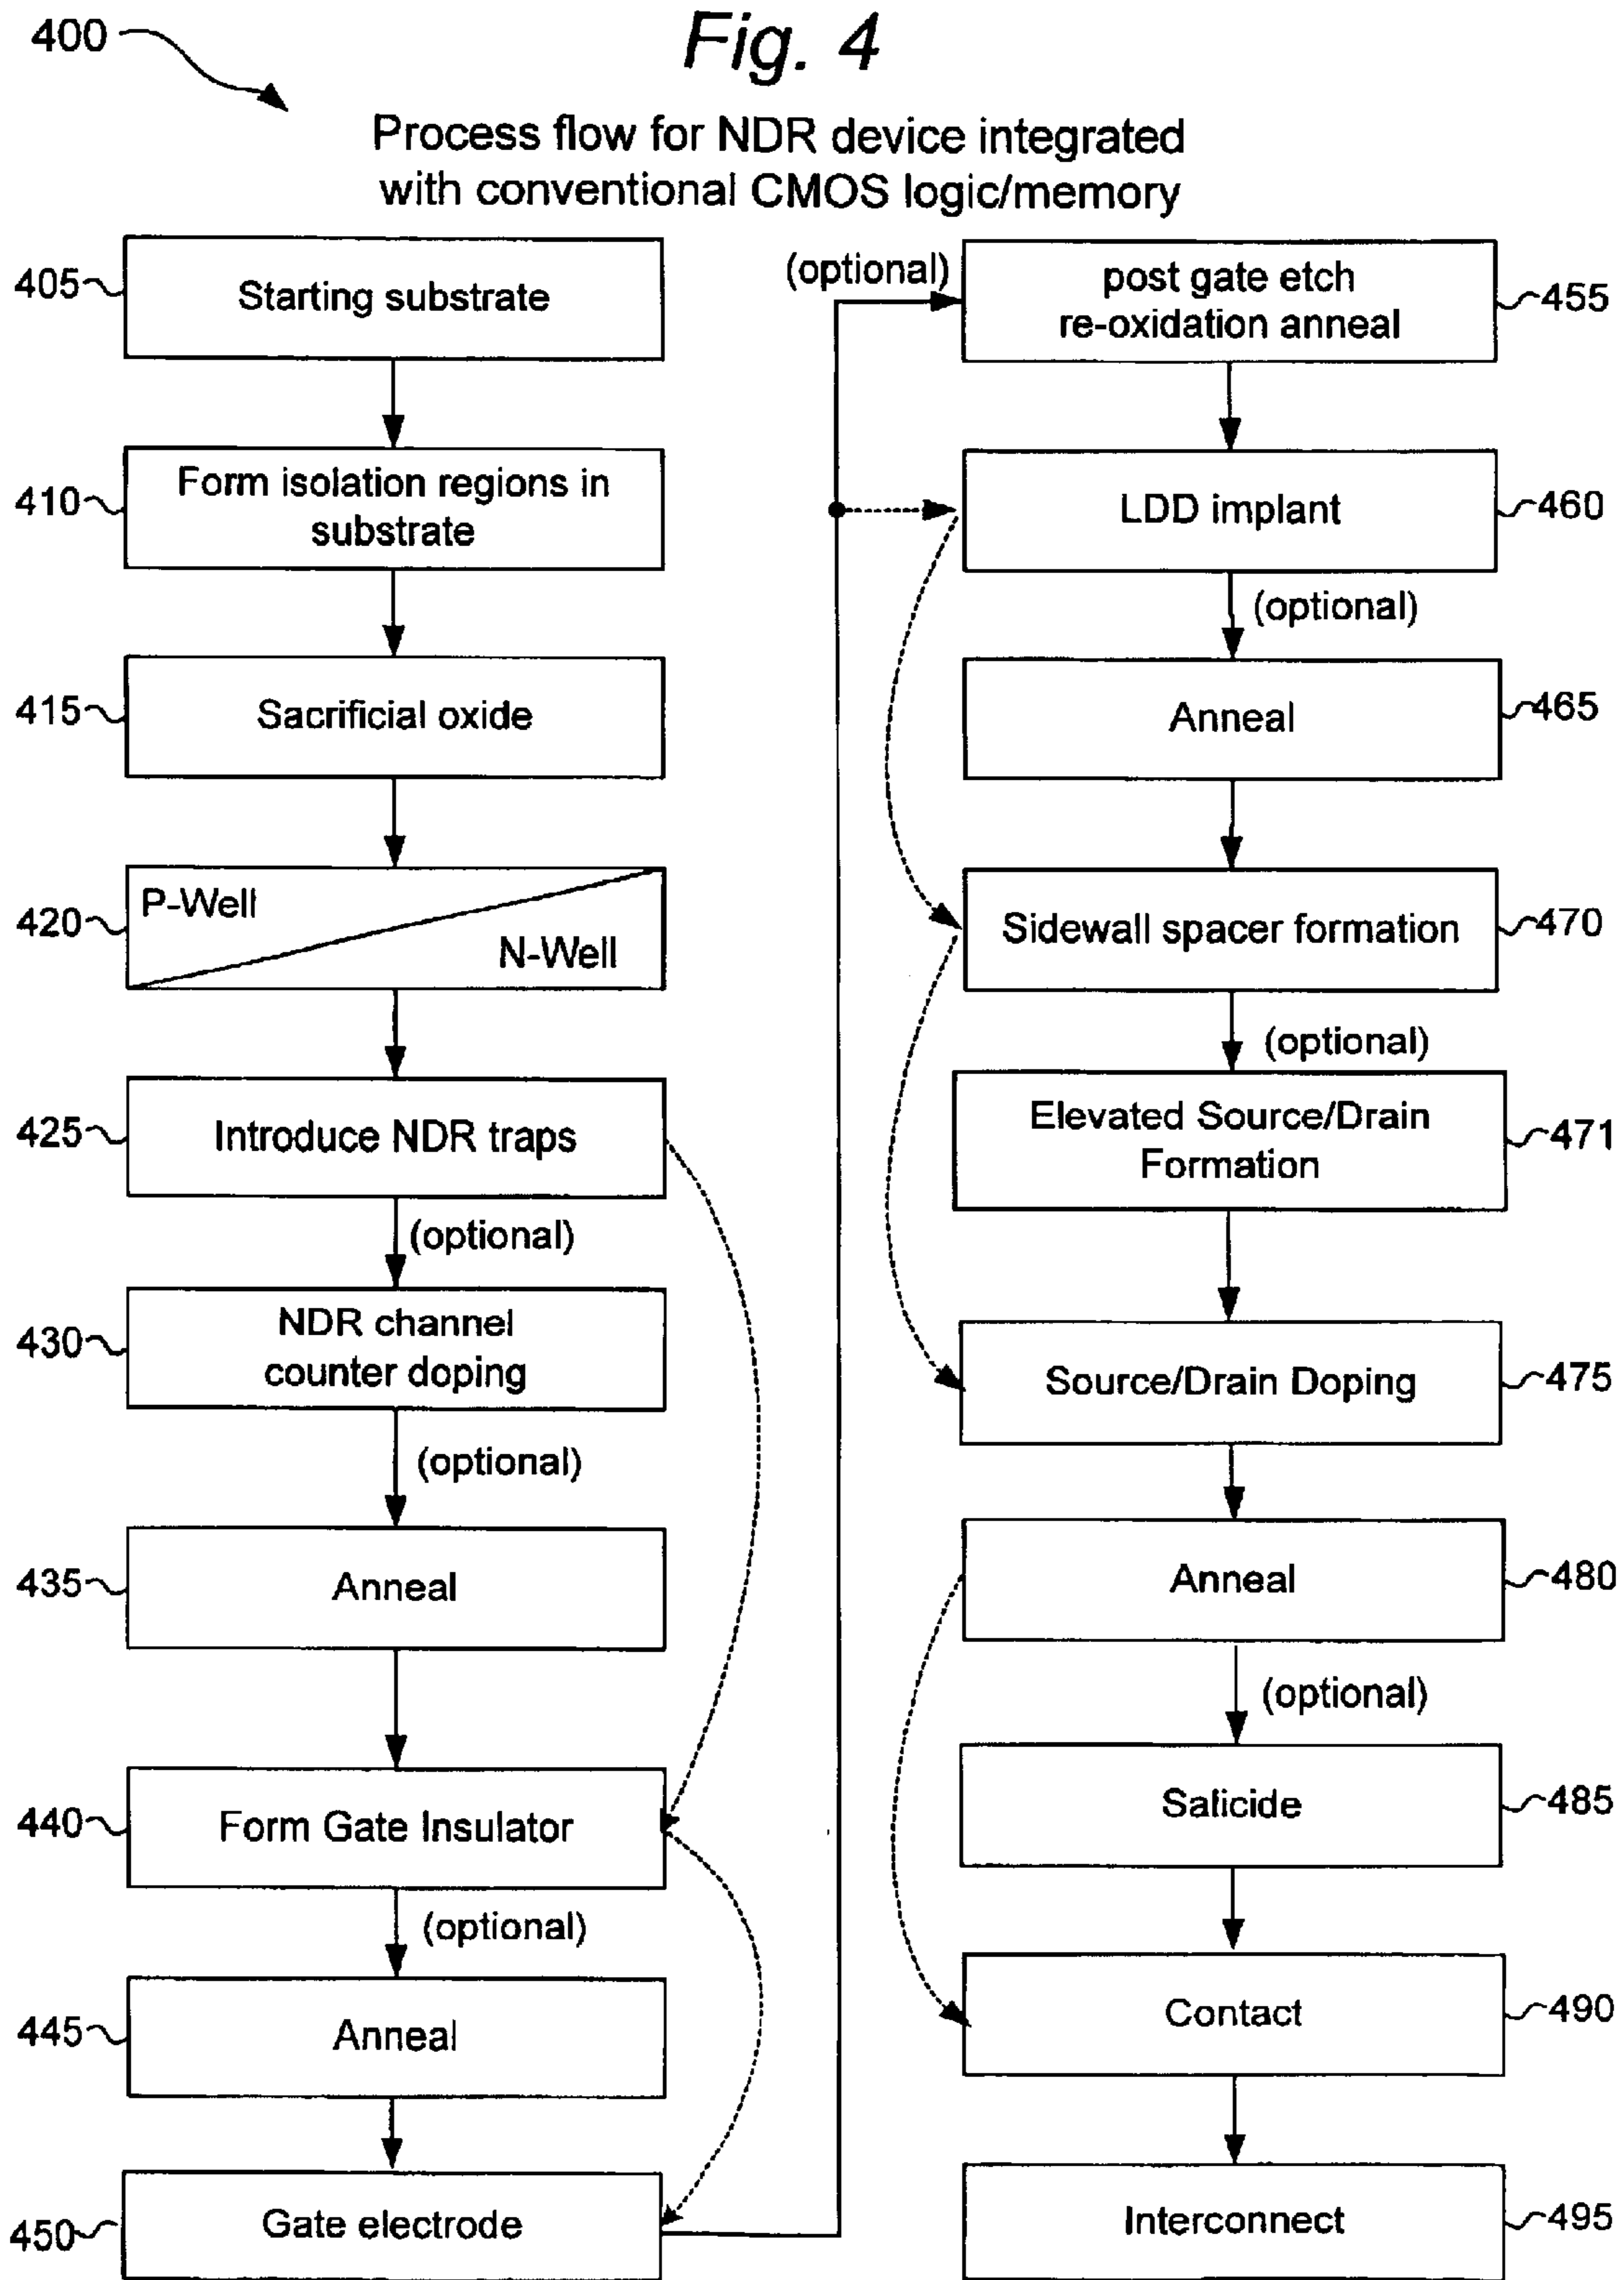 400
Fig. 4
Process flow for NDR device integrated
with conventional CMOS logic/memory
405
Starting substrate
410
Form isolation regions in
substrate
415
Sacrificial oxide
420
P-Well
N-Well
425
Introduce NDR traps
(optional)
430
NDR channel
counter doping
(optional)
435
Anneal
440
Form Gate Insulator
(optional)
445
Anneal
450
Gate electrode
(optional)
post gate etch
re-oxidation anneal
455
LDD implant
460
(optional)
Anneal
465
Sidewall spacer formation
470
(optional)
Elevated Source/Drain
Formation
471
Source/Drain Doping
475
Anneal
480
(optional)
Salicide
485
Contact
490
Interconnect
495